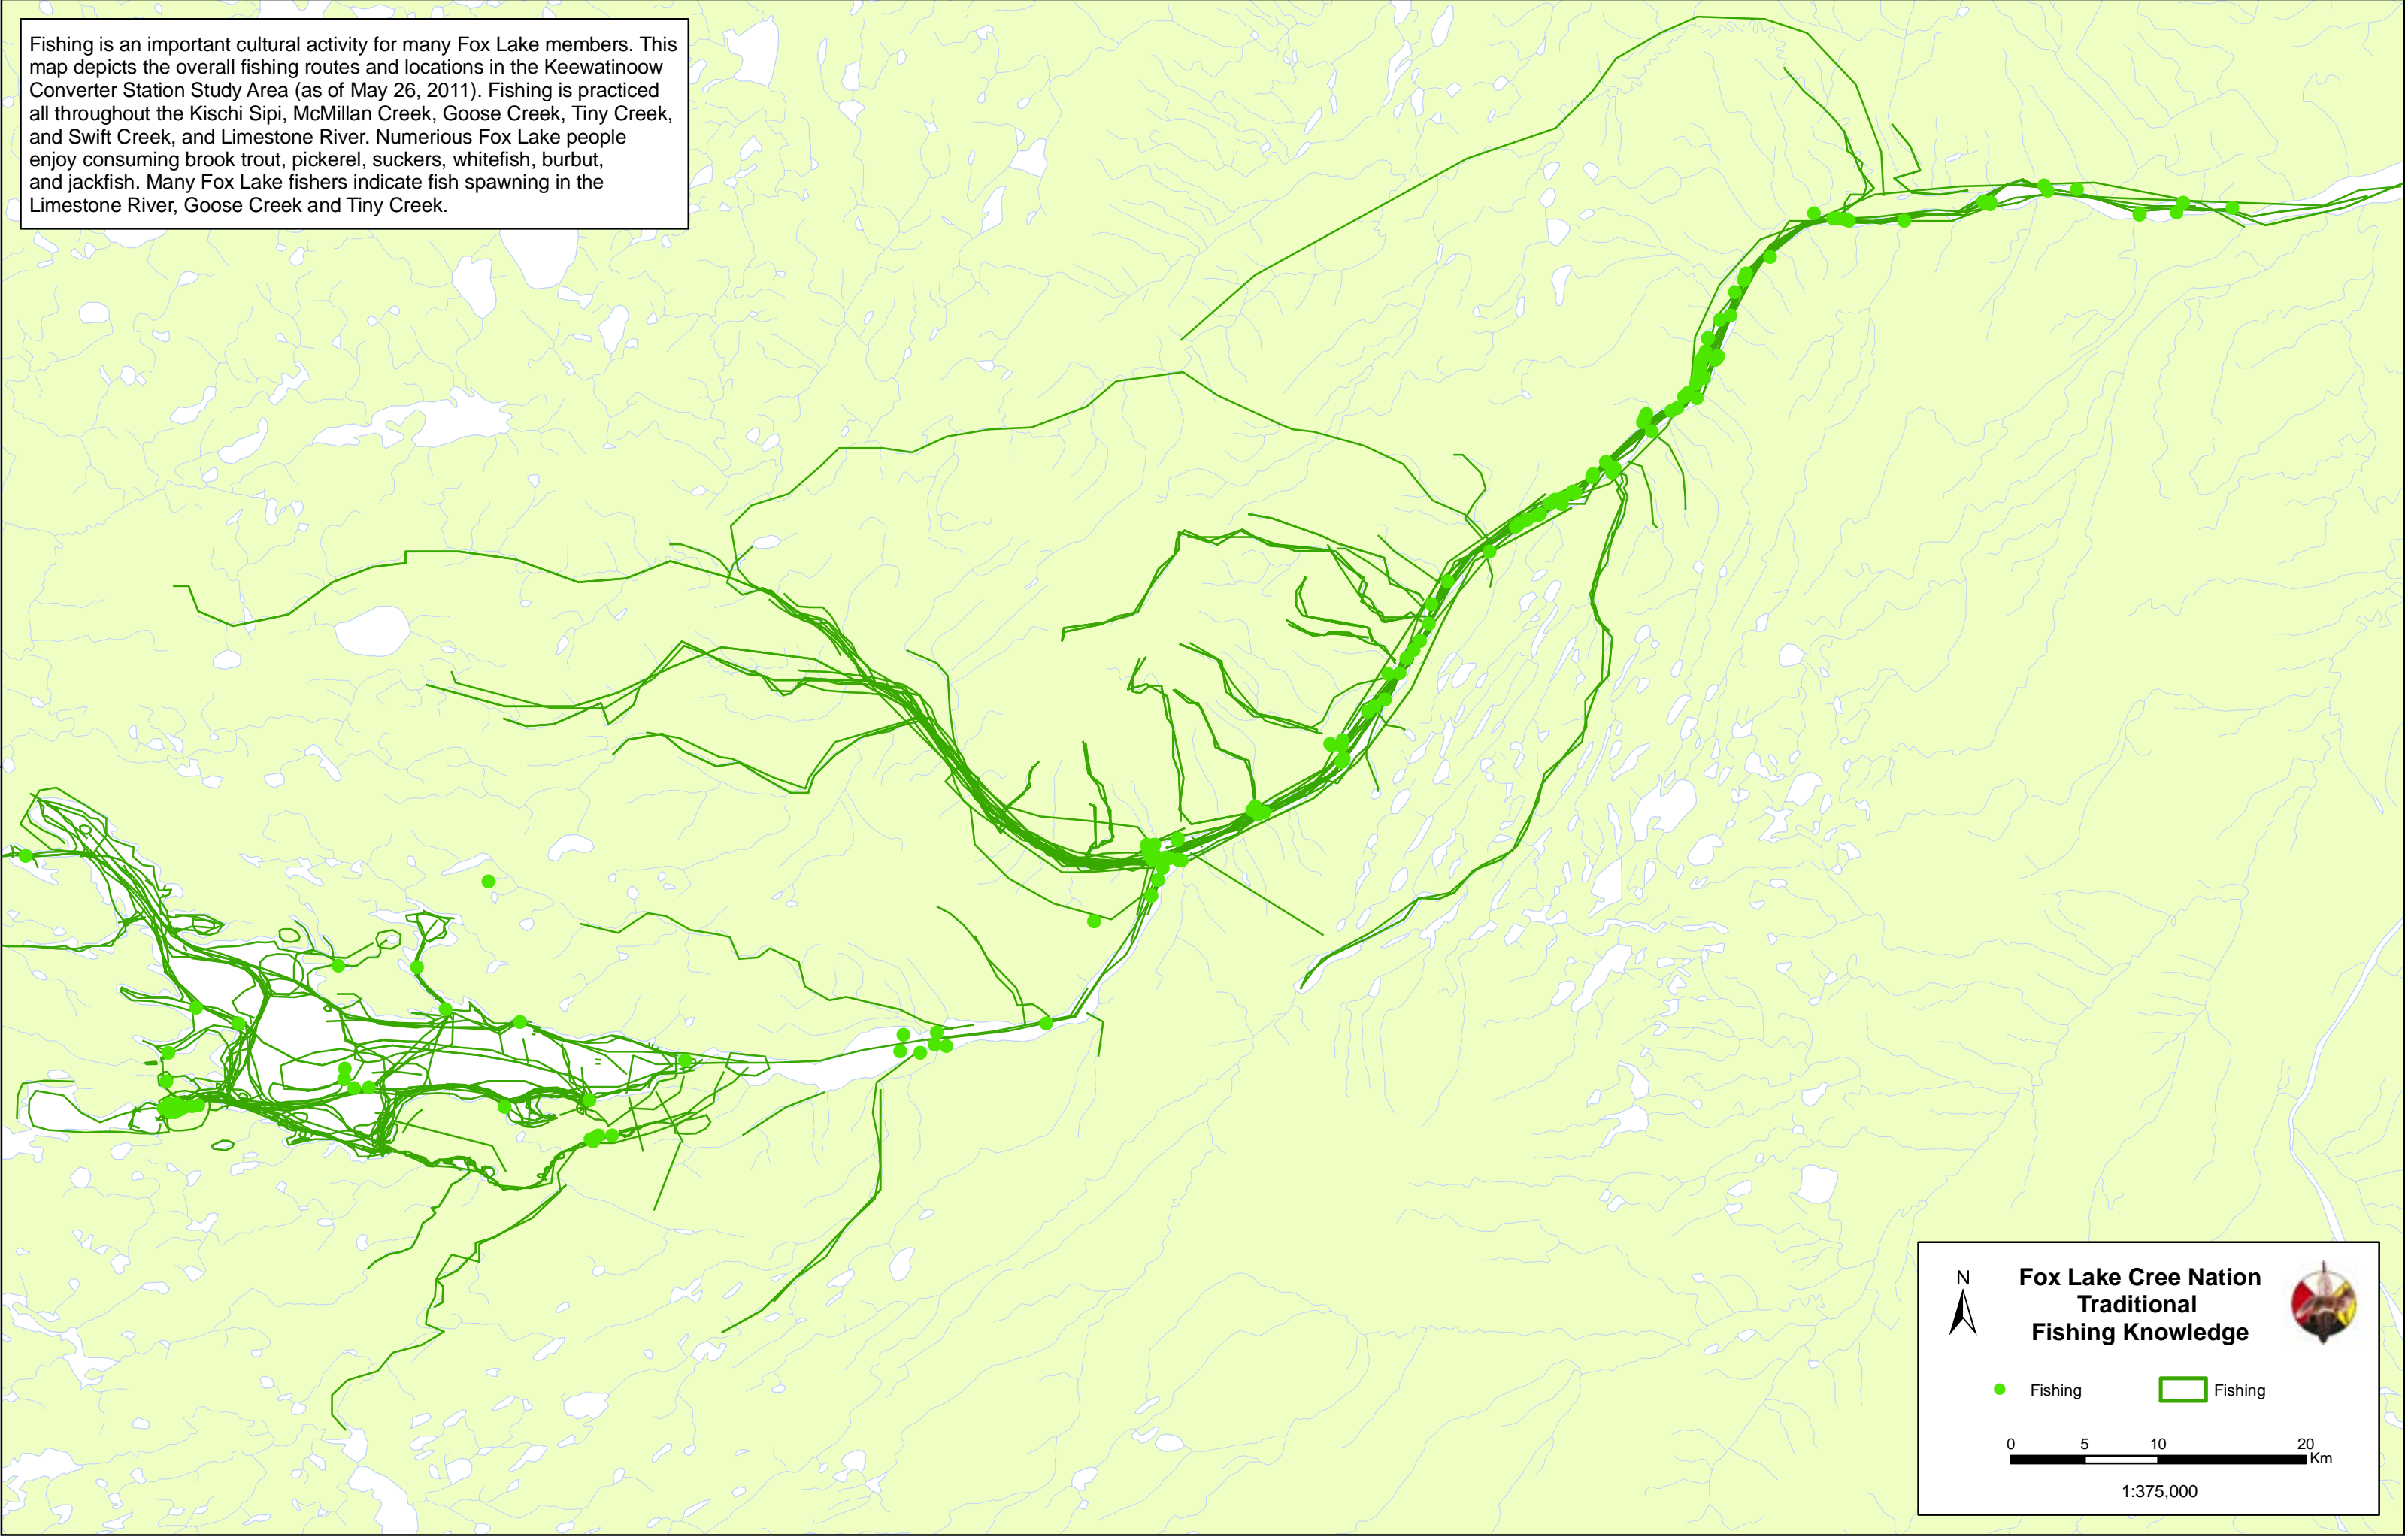 Fishing is an important cultural activity for many Fox Lake members. This
map depicts the overall fishing routes and locations in the Keewatinoow
Converter Station Study Area (as of May 26, 2011). Fishing is practiced
all throughout the Kischi Sipi, McMillan Creek, Goose Creek, Tiny Creek,
and Swift Creek, and Limestone River. Numerious Fox Lake people
enjoy consuming brook trout, pickerel, suckers, whitefish, burbut,
and jackfish. Many Fox Lake fishers indicate fish spawning in the
Limestone River, Goose Creek and Tiny Creek.
N
Fox Lake Cree Nation
Traditional
Fishing Knowledge
Fishing Fishing
0 5 10 20
Km
1:375,000